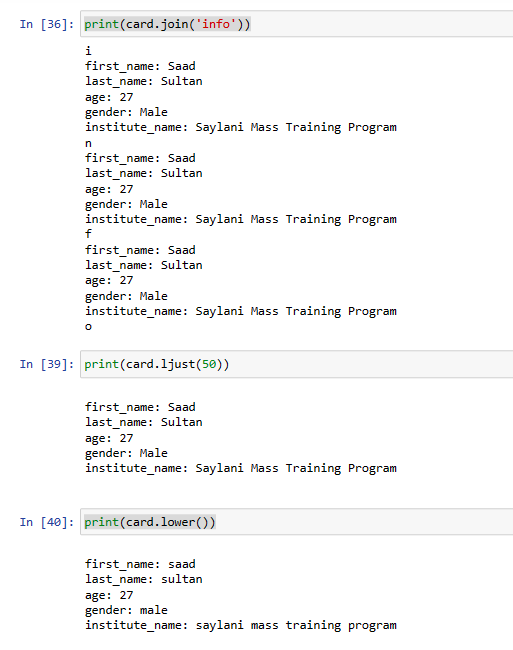 In [36]: print(card.join('info'))
i
first_name: Saad
last_name: Sultan
age: 27
gender: Male
institute_name: Saylani Mass Training Program
n
first_name: Saad
last_name: Sultan
age: 27
gender: Male
institute_name: Saylani Mass Training Program
f
first_name: Saad
last_name: Sultan
age: 27
gender: Male
institute_name: Saylani Mass Training Program
o
In [39]: print(card.ljust(50))
first_name: Saad
last_name: Sultan
age: 27
gender: Male
institute_name: Saylani Mass Training Program
In [40]: print(card.lower())
first_name: saad
last_name: sultan
age: 27
gender: male
institute_name: saylani mass training program